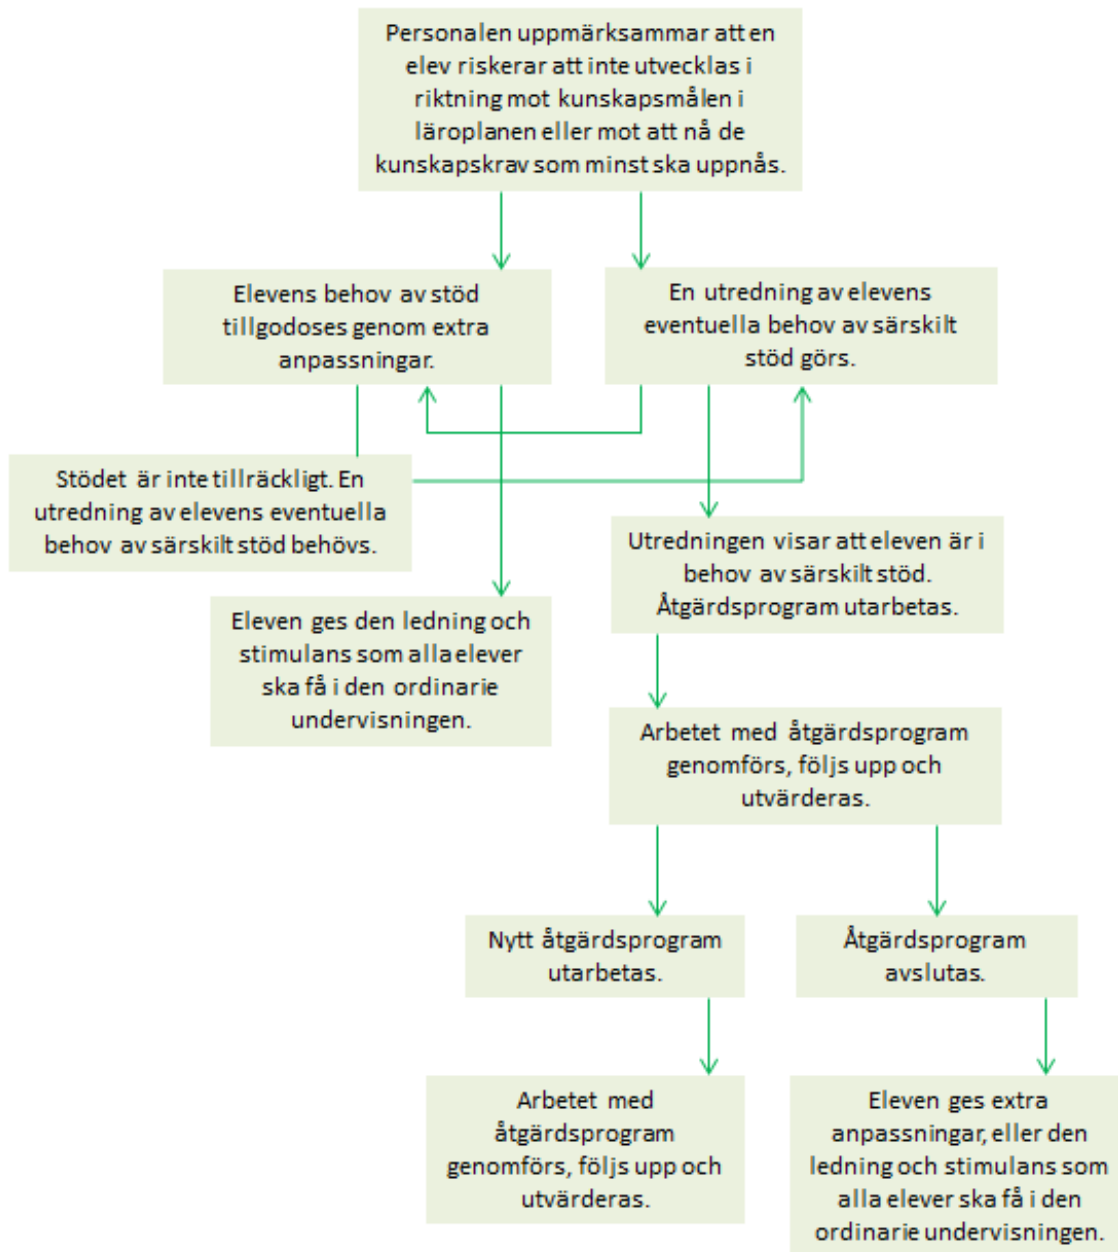 Personalen uppmärksammar att en
elev riskerar att inte utvecklas i
riktning mot kunskapsmålen i
läroplanen eller mot att nå de
kunskapskrav som minst ska uppnås.
Elevens behov av stöd
tillgodoses genom extra
anpassningar.
En utredning av elevens
eventuella behov av särskilt
stöd görs.
Stödet är inte tillräckligt. En
utredning av elevens eventuella
behov av särskilt stöd behövs.
Utredningen visar att eleven är i
behov av särskilt stöd.
Åtgärdsprogram utarbetas.
Eleven ges den ledning och
stimulans som alla elever
ska få i den ordinarie
undervisningen.
Arbetet med åtgärdsprogram
genomförs, följs upp och
utvärderas.
Nytt åtgärdsprogram
utarbetas.
Åtgärdsprogram
avslutas.
Arbetet med
åtgärdsprogram
genomförs, följs upp och
utvärderas.
Eleven ges extra
anpassningar, eller den
ledning och stimulans som
alla elever ska få i den
ordinarie undervisningen.